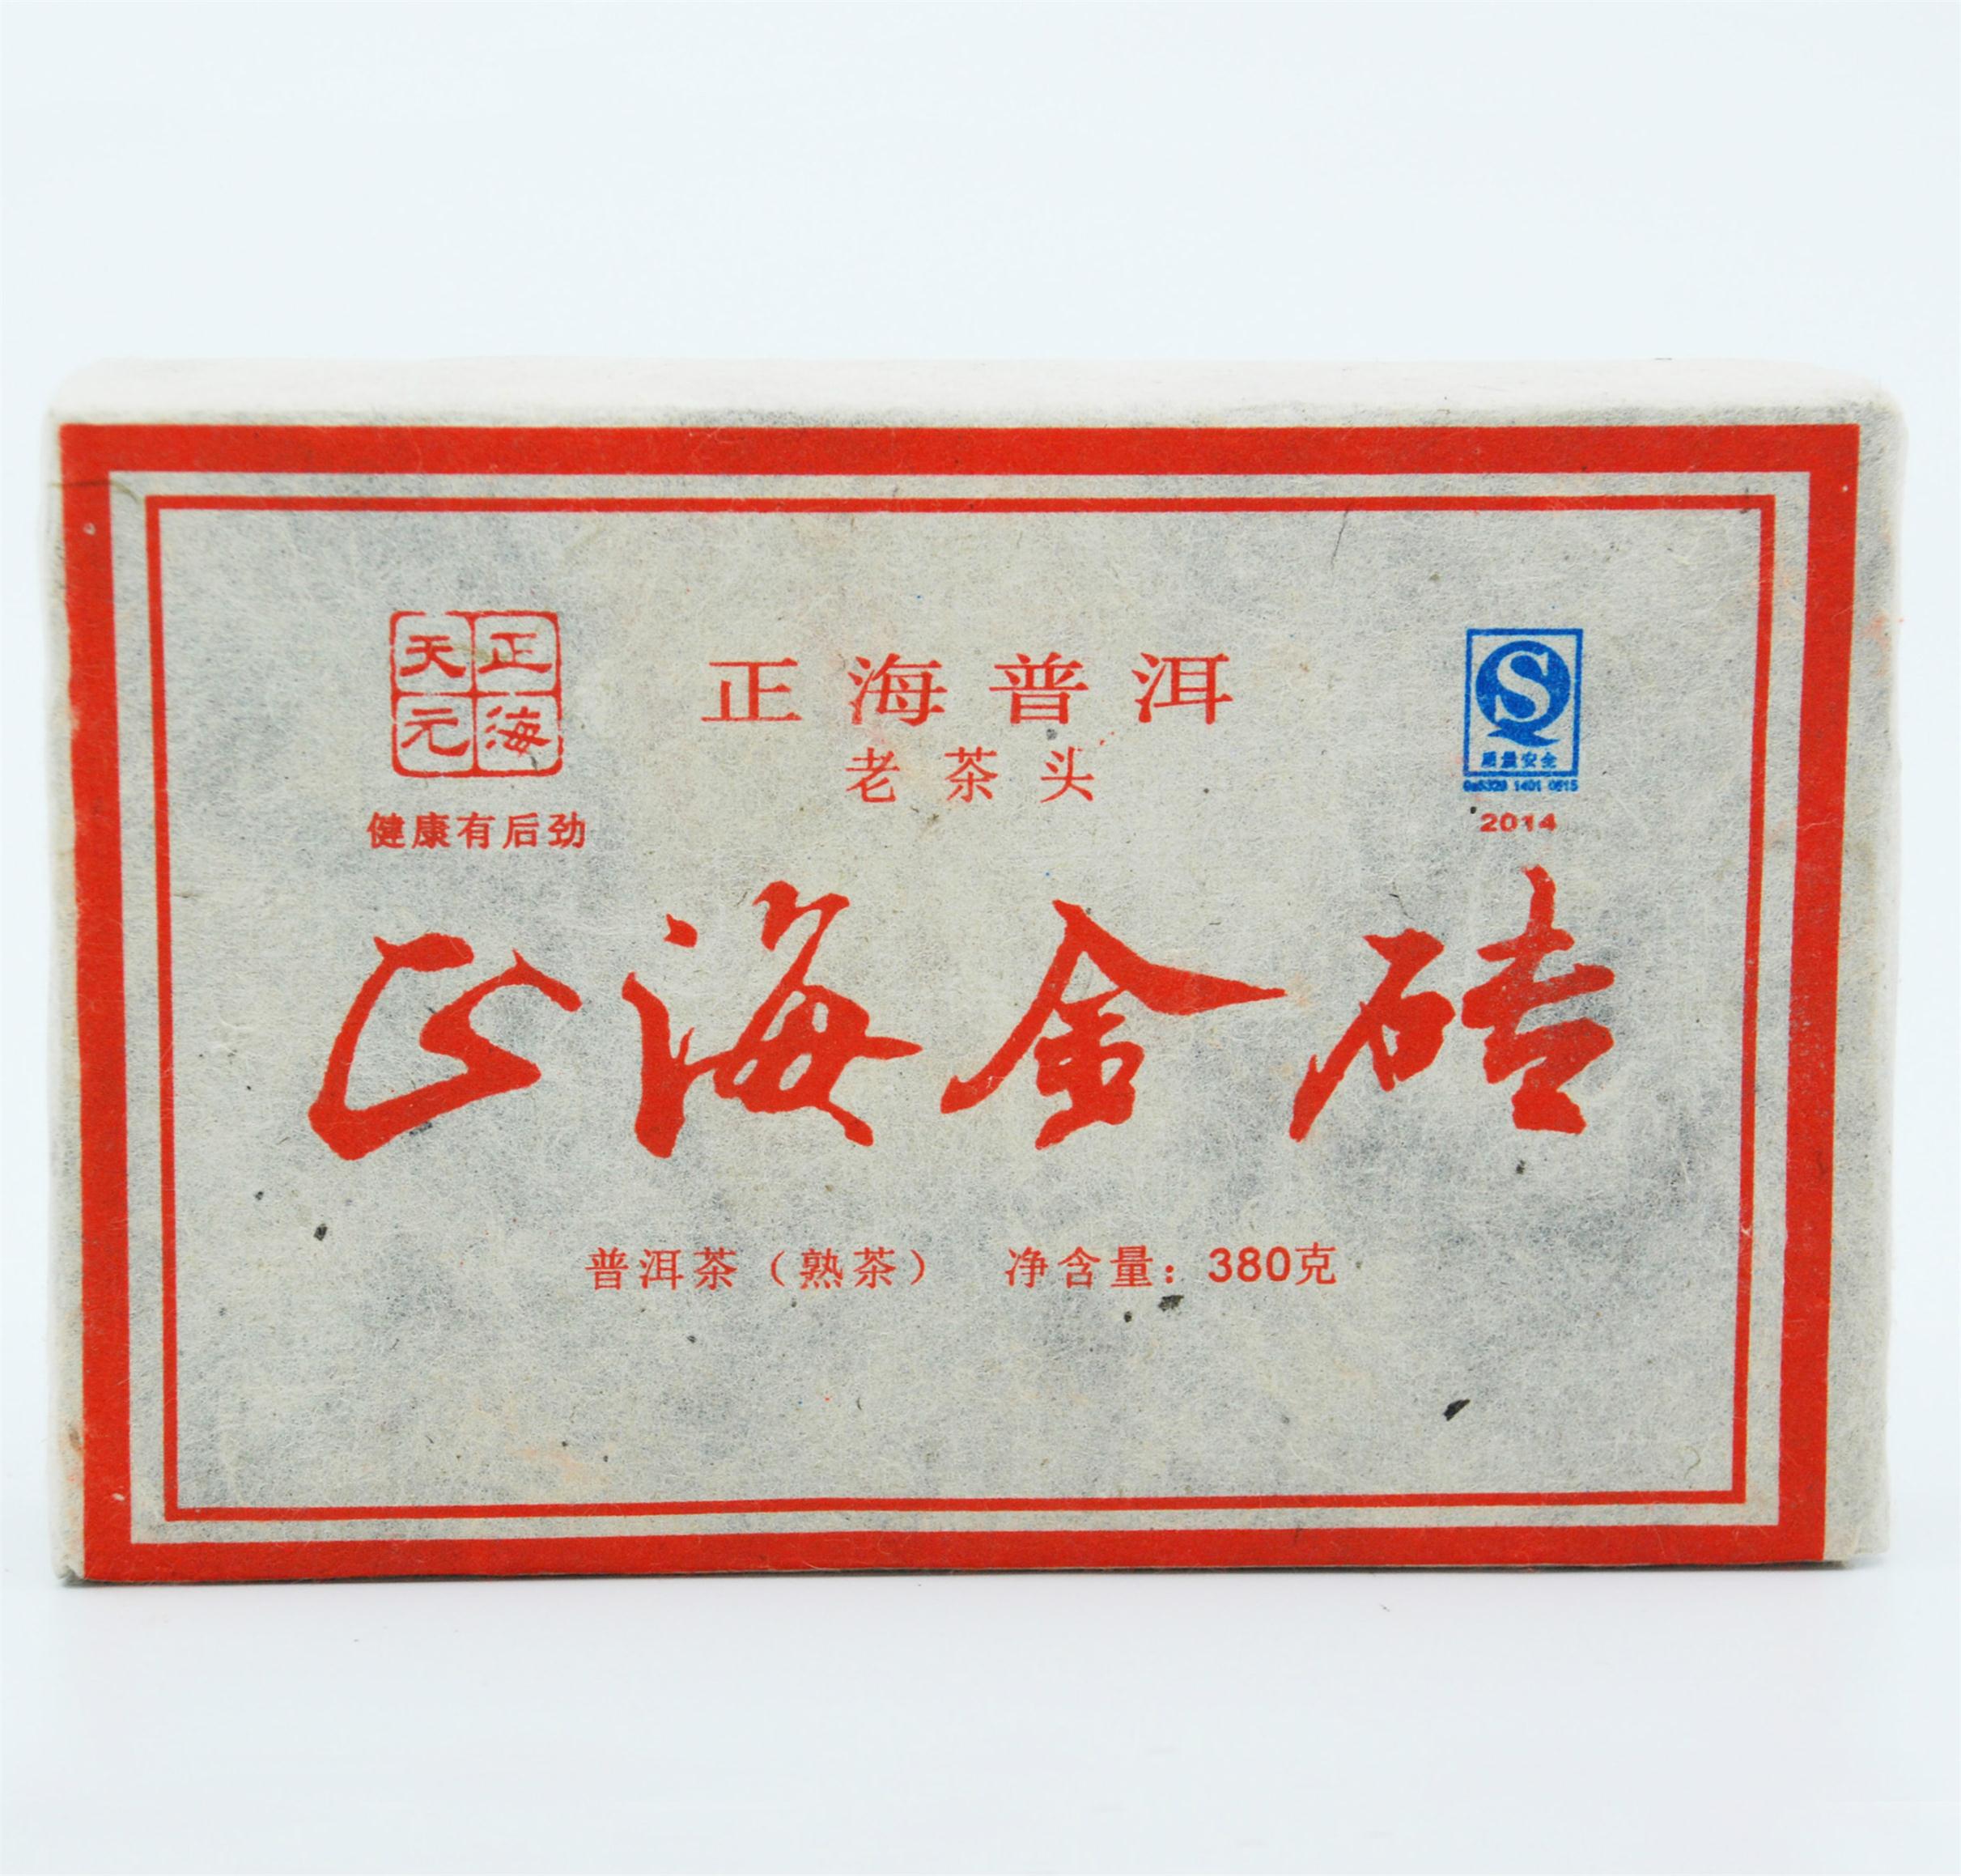 正海天元
健康有后劲
正海普洱
老茶头
质量安全
2014
正海金砖
普洱茶（熟茶） 净含量：380克